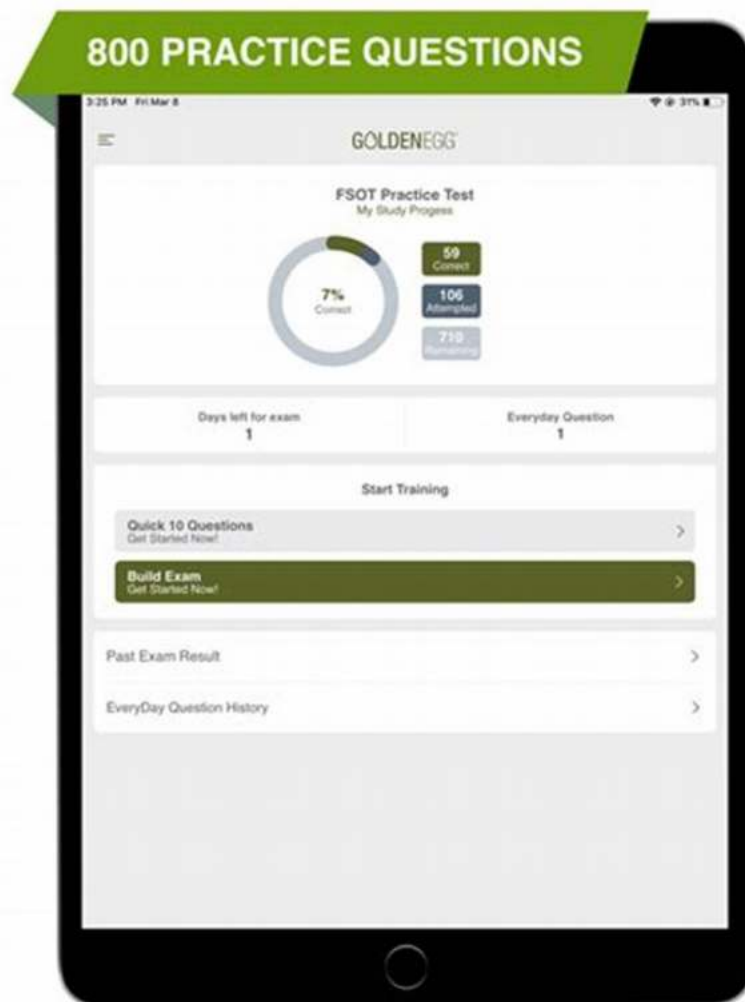 800 PRACTICE QUESTIONS
3:25 PM Fri Mar 8
31%
GOLDENEGG
FSOT Practice Test
My Study Progess
7%
Correct
59
Correct
106
Attempted
Remaining
Days left for exam
1
Everyday Question
1
Start Training
Quick 10 Questions
Get Started Now!
Build Exam
Get Started Now!
Past Exam Result
EveryDay Question History